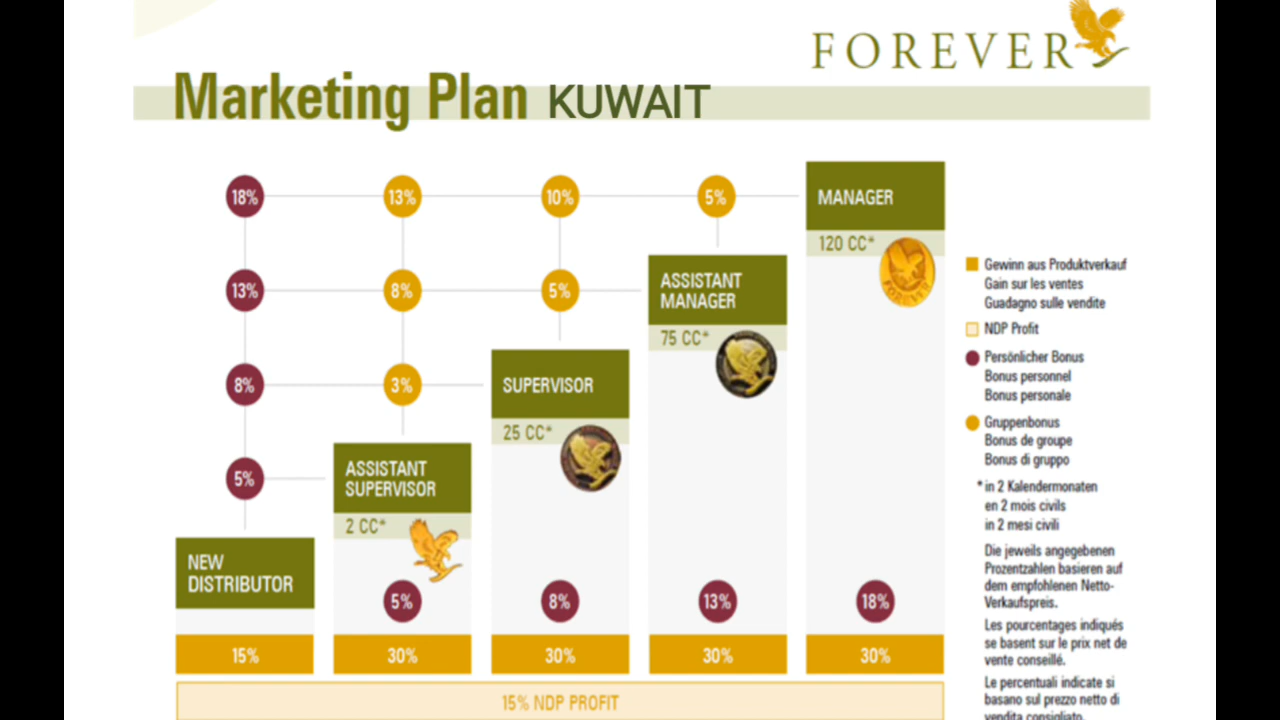 FOREVER
Marketing Plan KUWAIT
18%
13%
10%
5%
MANAGER
120 CC*
FOREVER
13%
8%
5%
ASSISTANT
MANAGER
75 CC*
8%
3%
SUPERVISOR
25 CC*
5%
ASSISTANT
SUPERVISOR
2 CC*
NEW
DISTRIBUTOR
5%
8%
13%
18%
15%
30%
30%
30%
30%
15% NDP PROFIT
Gewinn aus Produktverkauf
Gain sur les ventes
Guadagno sulle vendite
NDP Profit
Persönlicher Bonus
Bonus personnel
Bonus personale
Gruppenbonus
Bonus de groupe
Bonus di gruppo
* in 2 Kalendermonaten
en 2 mois civils
in 2 mesi civili
Die jeweils angegebenen
Prozentzahlen basieren auf
dem empfohlenen Netto-
Verkaufspreis.
Les pourcentages indiqués
se basent sur le prix net de
vente conseillé.
Le percentuali indicate si
basano sul prezzo netto di
vendita consigliato.